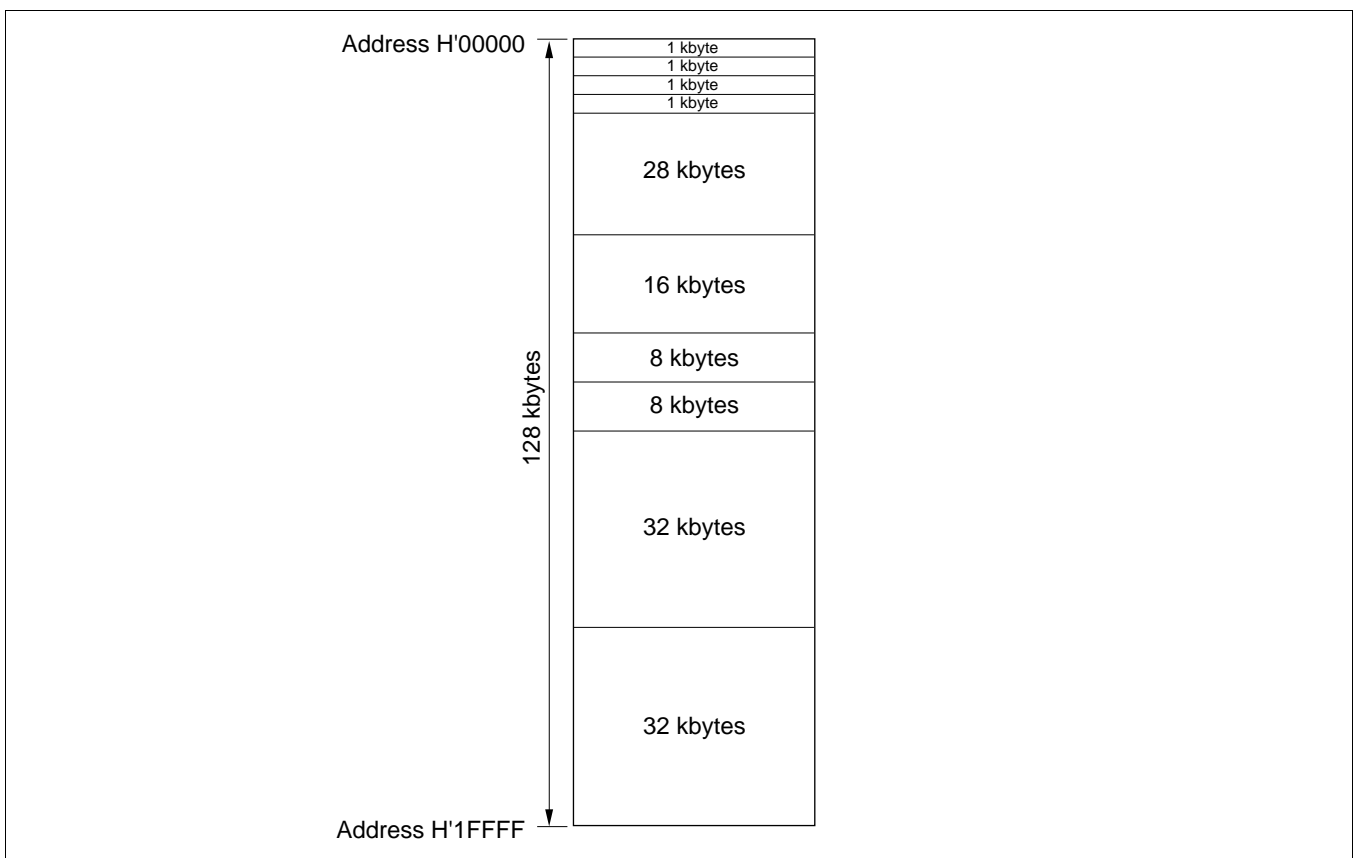 Address H'00000
1 kbyte
1 kbyte
1 kbyte
1 kbyte
28 kbytes
16 kbytes
8 kbytes
8 kbytes
128 kbytes
32 kbytes
32 kbytes
Address H'1FFFF